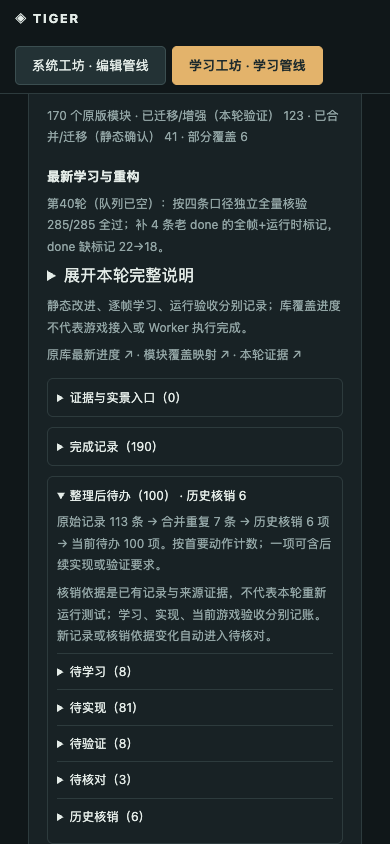 ◈ TIGER
系统工坊 · 编辑管线
学习工坊 · 学习管线
170 个原版模块 · 已迁移/增强（本轮验证） 123 · 已合
并/迁移（静态确认） 41 · 部分覆盖 6
最新学习与重构
第40轮（队列已空）：按四条口径独立全量核验
285/285 全过；补 4 条老 done 的全帧+运行时标记，
done 缺标记 22→18。
▶ 展开本轮完整说明
静态改进、逐帧学习、运行验收分别记录；库覆盖进度
不代表游戏接入或 Worker 执行完成。
原库最新进度 ↗ · 模块覆盖映射 ↗ · 本轮证据 ↗
▶ 证据与实景入口（0）
▶ 完成记录（190）
▼ 整理后待办（100） · 历史核销 6
原始记录 113 条 → 合并重复 7 条 → 历史核销 6 项
→ 当前待办 100 项。按首要动作计数；一项可含后
续实现或验证要求。
核销依据是已有记录与来源证据，不代表本轮重新
运行测试；学习、实现、当前游戏验收分别记账。
新记录或核销依据变化自动进入待核对。
▶ 待学习（8）
▶ 待实现（81）
▶ 待验证（8）
▶ 待核对（3）
▶ 历史核销（6）